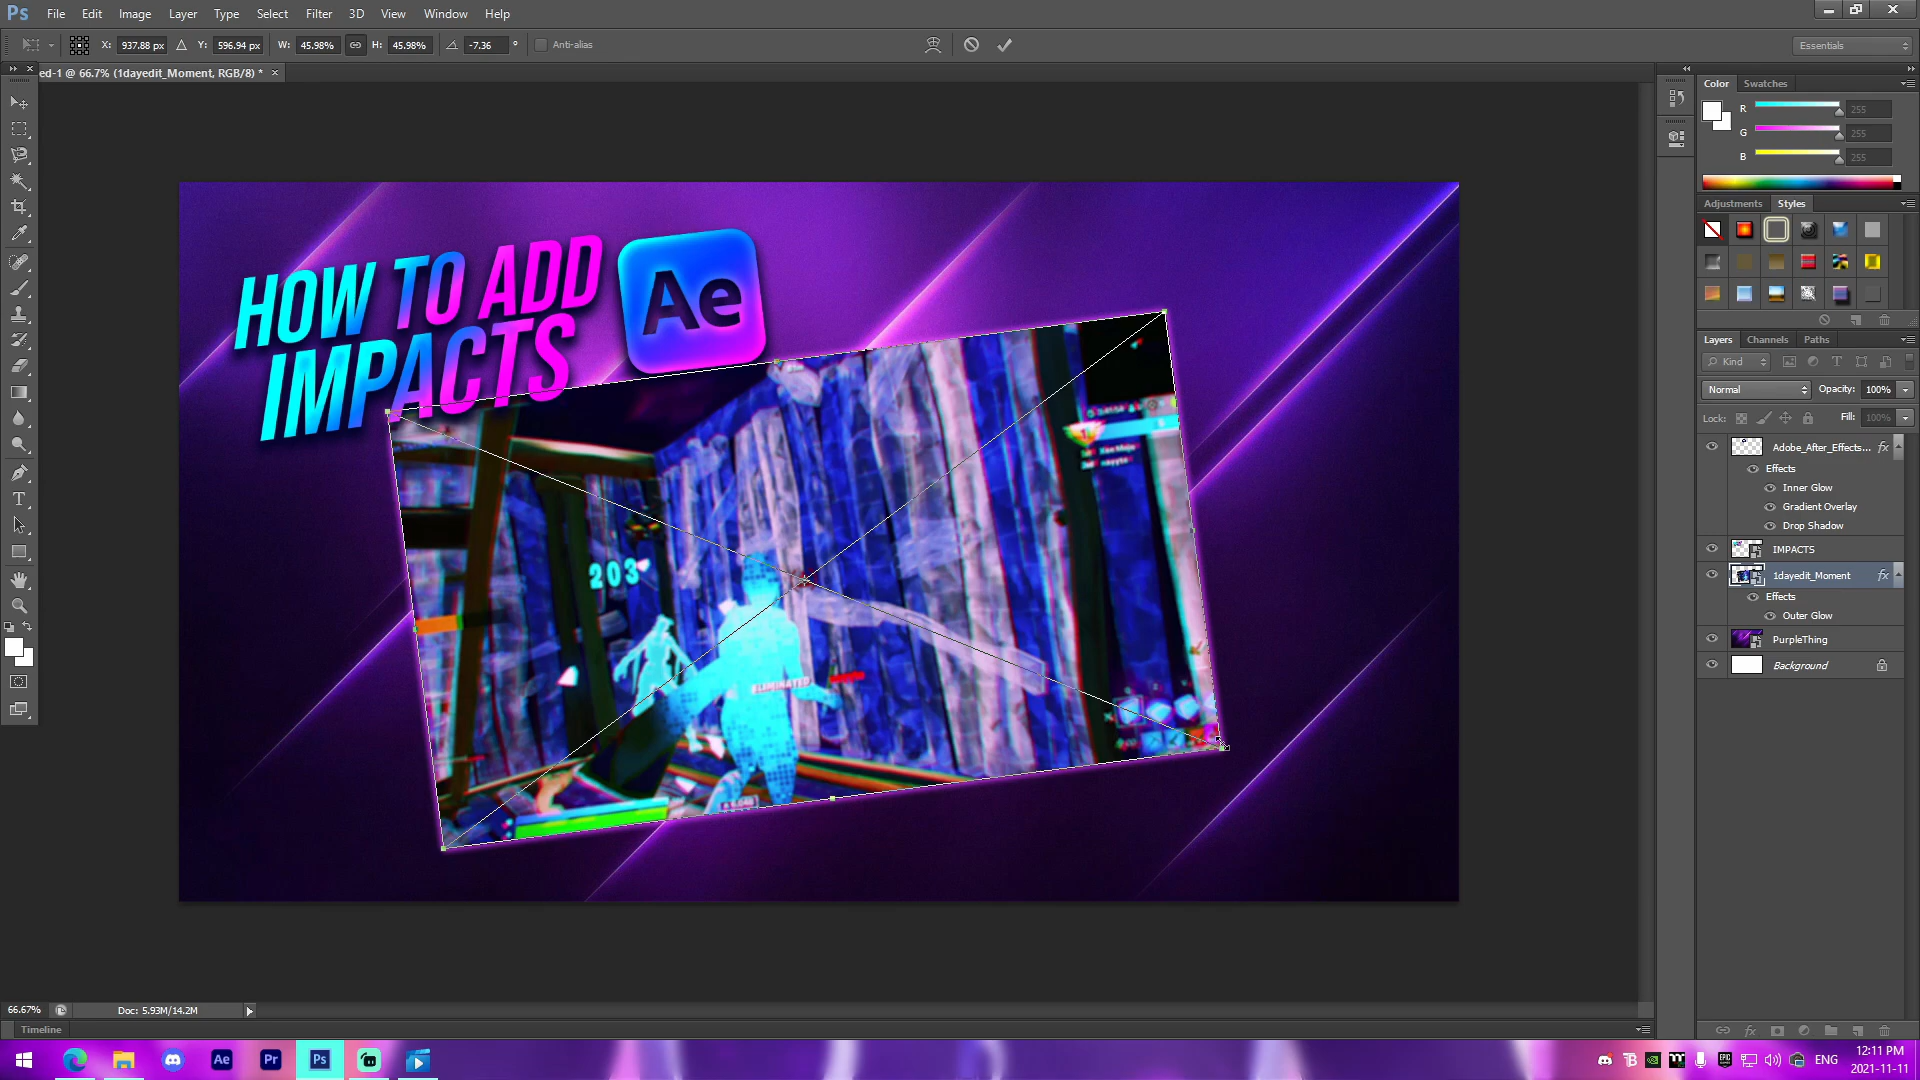 Ps File Edit Image Layer Type Select Filter 3D View Window Help
X: 937.88 px Y: 596.94 px W: 45.98% H: 45.98% -7.36 ° Anti-alias Essentials
ed-1 @ 66.7% (1dayedit_Moment, RGB/8) * ×
Color Swatches
R 255
G 255
B 255
Adjustments Styles
Layers Channels Paths
Kind
Normal Opacity: 100%
Lock: Fill: 100%
Adobe_After_Effects... fx
Effects
Inner Glow
Gradient Overlay
Drop Shadow
IMPACTS
1dayedit_Moment fx
Effects
Outer Glow
PurpleThing
Background
HOW TO ADD
IMPACTS
Ae
203
ELIMINATED
66.67% Doc: 5.93M/14.2M
Timeline
Ae Pr Ps ENG 12:11 PM
2021-11-11